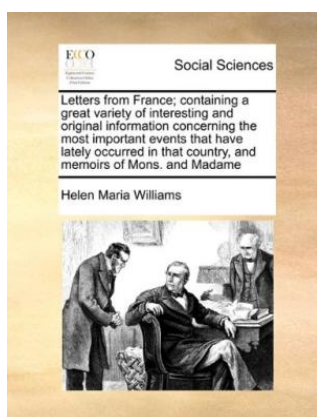 ECCO
Social Sciences
Letters from France; containing a
great variety of interesting and
original information concerning the
most important events that have
lately occurred in that country, and
memoirs of Mons. and Madame
Helen Maria Williams